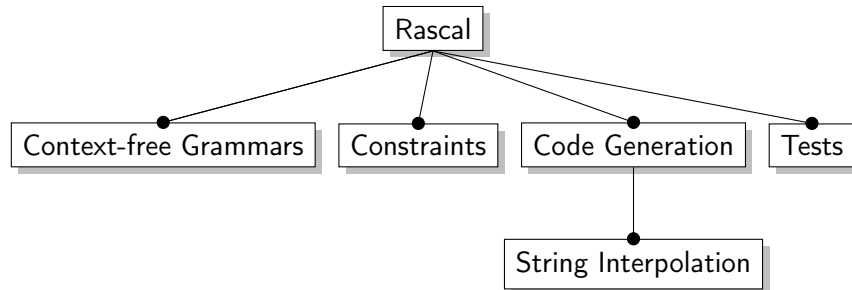 Rascal
Context-free Grammars
Constraints
Code Generation
Tests
String Interpolation